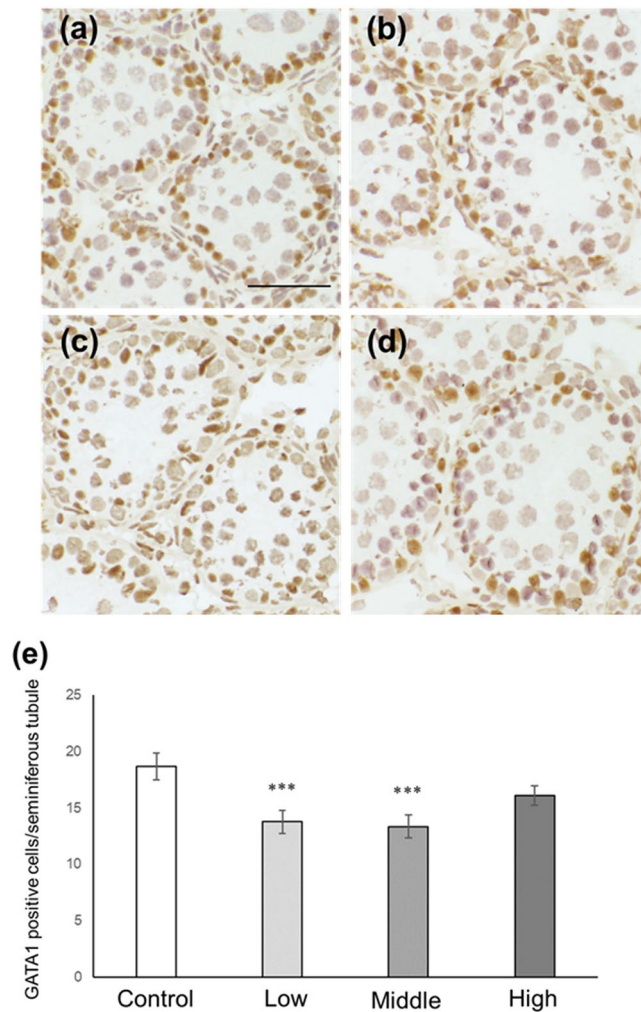 (a)
(b)
(c)
(d)
(e)
GATA1 positive cells/seminiferous tubule
25
20
15
10
5
0
***
***
Control
Low
Middle
High